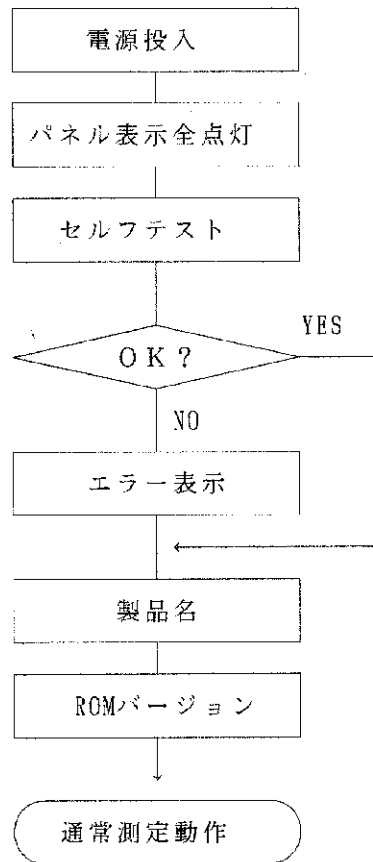 電源投入
パネル表示全点灯
セルフテスト
YES
OK?
NO
エラー表示
製品名
ROMバージョン
通常測定動作